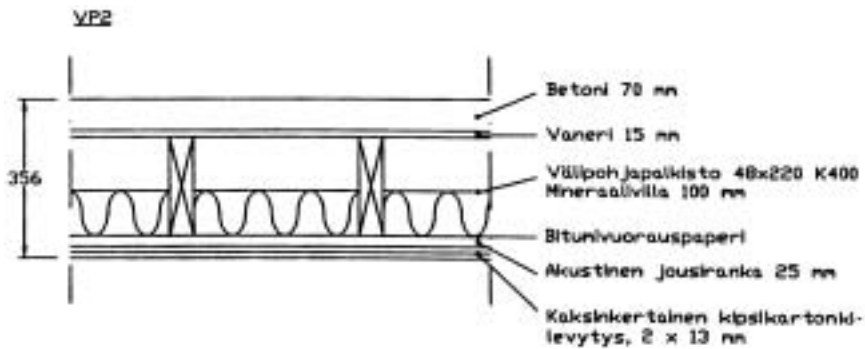 VP2
Betoni 70 mm
Vaneri 15 mm
356
Välipohjapalkisto 48x220 K400
Mineraalivilla 100 mm
Bitumivuorauspaperi
Akustinen jousiranka 25 mm
Kaksinkertainen kipsikartonki-
levytys, 2 x 13 mm